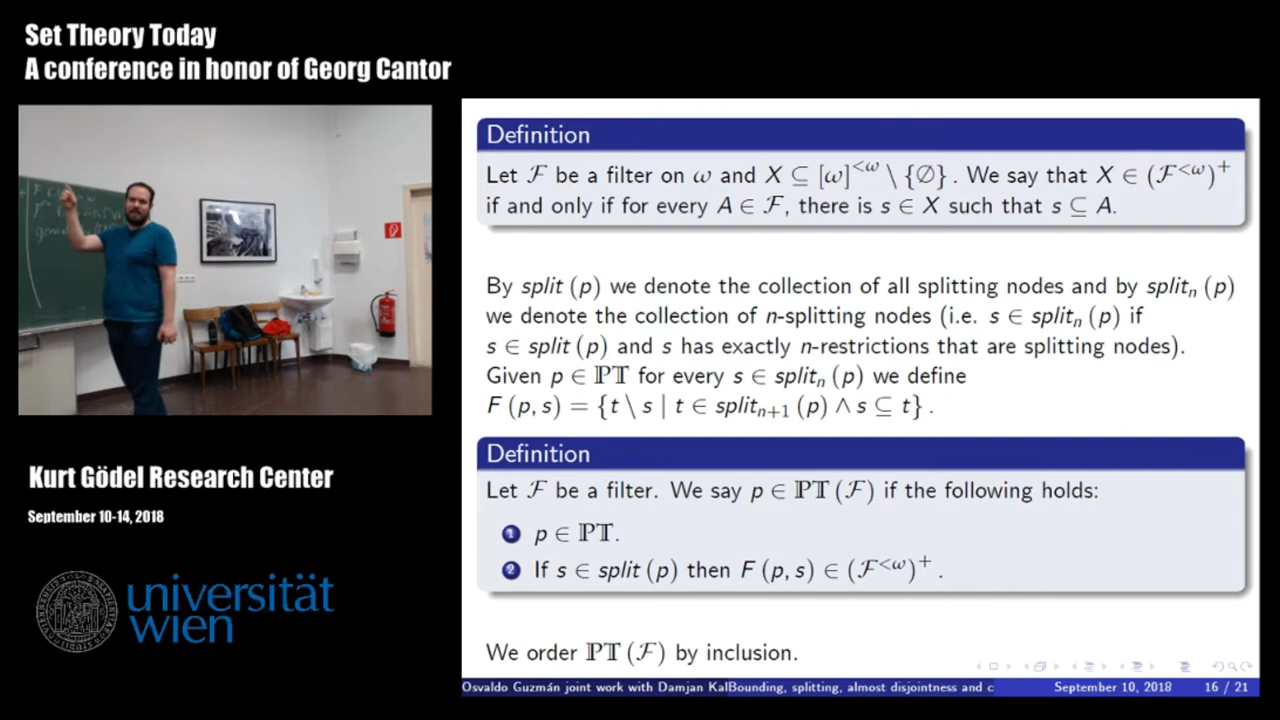 Set Theory Today
A conference in honor of Georg Cantor
Kurt Gödel Research Center
September 10-14, 2018
universität
wien
Definition
Let ℱ be a filter on ω and X ⊆ [ω]^{<ω} \ {∅}. We say that X ∈ (ℱ^{<ω})^+
if and only if for every A ∈ ℱ, there is s ∈ X such that s ⊆ A.
By split (p) we denote the collection of all splitting nodes and by split_n (p)
we denote the collection of n-splitting nodes (i.e. s ∈ split_n (p) if
s ∈ split (p) and s has exactly n-restrictions that are splitting nodes).
Given p ∈ ℙ𝕋 for every s ∈ split_n (p) we define
F (p, s) = {t \ s | t ∈ split_{n+1} (p) ∧ s ⊆ t} .
Definition
Let ℱ be a filter. We say p ∈ ℙ𝕋 (ℱ) if the following holds:
1 p ∈ ℙ𝕋.
2 If s ∈ split (p) then F (p, s) ∈ (ℱ^{<ω})^+ .
We order ℙ𝕋 (ℱ) by inclusion.
Osvaldo Guzmán joint work with Damjan KalBounding, splitting, almost disjointness and c September 10, 2018 16 / 21